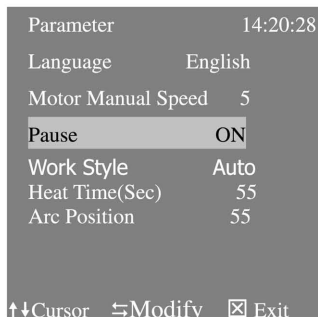 Parameter 14:20:28
Language English
Motor Manual Speed 5
Pause ON
Work Style Auto
Heat Time(Sec) 55
Arc Position 55
↑↓Cursor ⇆Modify ☒ Exit